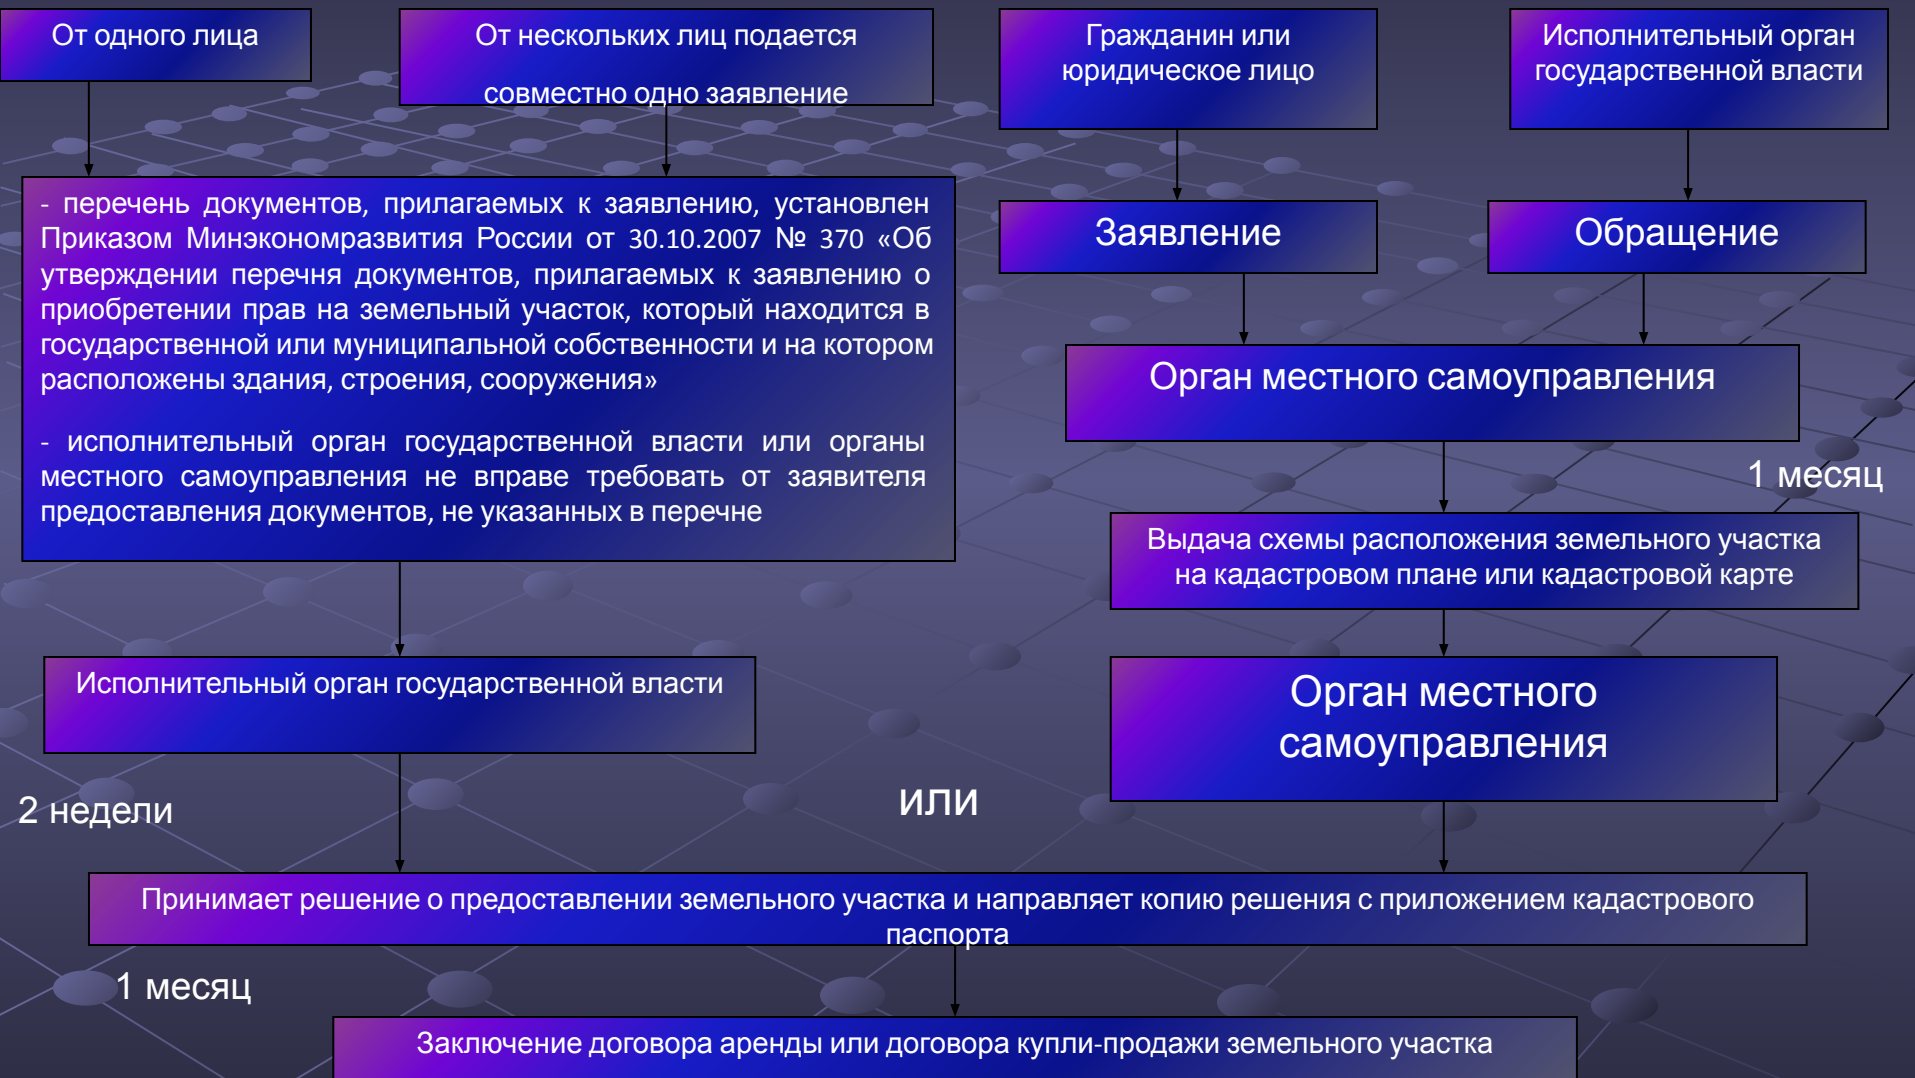 От одного лица
От нескольких лиц подается
совместно одно заявление
- перечень документов, прилагаемых к заявлению, установлен
Приказом Минэкономразвития России от 30.10.2007 № 370 «Об
утверждении перечня документов, прилагаемых к заявлению о
приобретении прав на земельный участок, который находится в
государственной или муниципальной собственности и на котором
расположены здания, строения, сооружения»
- исполнительный орган государственной власти или органы
местного самоуправления не вправе требовать от заявителя
предоставления документов, не указанных в перечне
Исполнительный орган государственной власти
2 недели
Гражданин или
юридическое лицо
Исполнительный орган
государственной власти
Заявление
Обращение
Орган местного самоуправления
1 месяц
Выдача схемы расположения земельного участка
на кадастровом плане или кадастровой карте
Орган местного
самоуправления
или
Принимает решение о предоставлении земельного участка и направляет копию решения с приложением кадастрового
паспорта
1 месяц
Заключение договора аренды или договора купли-продажи земельного участка